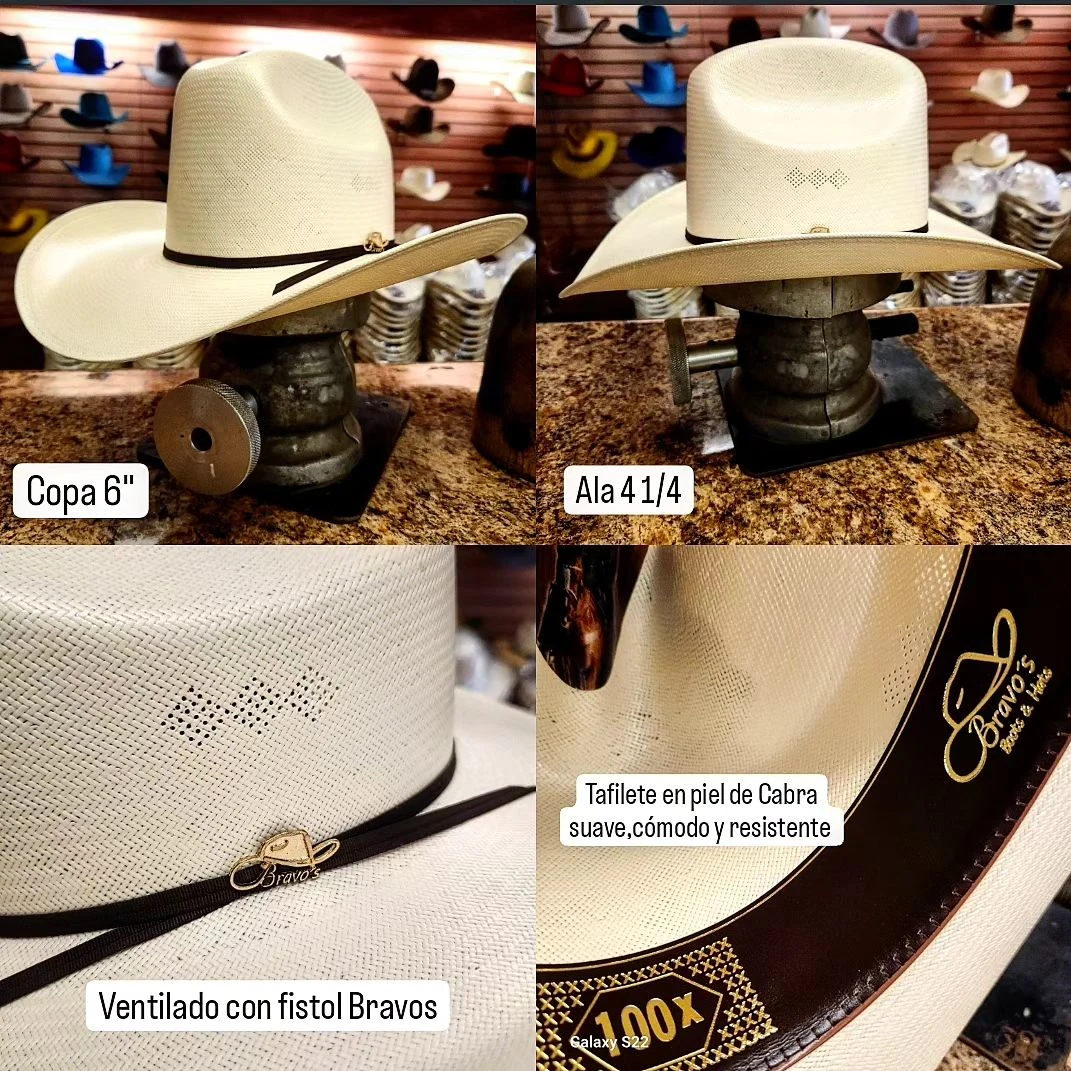 Copa 6"
Ala 4 1/4
Bravo's
Ventilado con fistol Bravos
Bravo's
Boots & Hats
Tafilete en piel de Cabra
suave,cómodo y resistente
100x
Galaxy S22